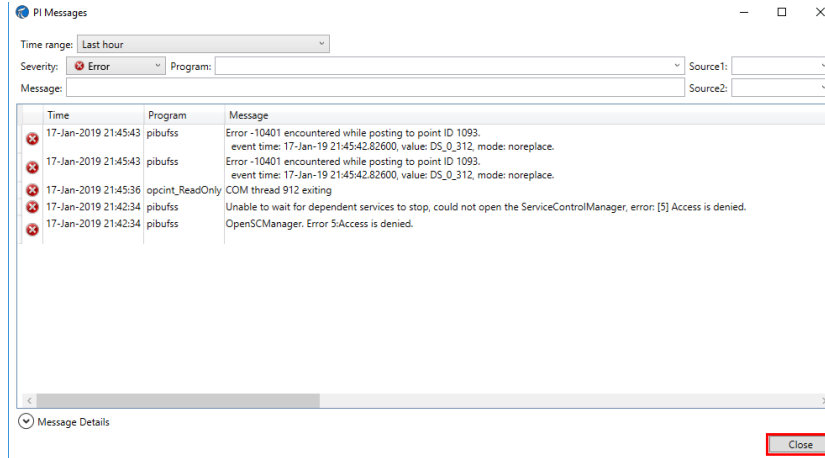 PI Messages
Time range: Last hour
Severity: Error Program: Source1:
Message: Source2:
Time Program Message
17-Jan-2019 21:45:43 pibufss Error -10401 encountered while posting to point ID 1093.
event time: 17-Jan-19 21:45:42.82600, value: DS_0_312, mode: noreplace.
17-Jan-2019 21:45:43 pibufss Error -10401 encountered while posting to point ID 1093.
event time: 17-Jan-19 21:45:42.82600, value: DS_0_312, mode: noreplace.
17-Jan-2019 21:45:36 opcint_ReadOnly COM thread 912 exiting
17-Jan-2019 21:42:34 pibufss Unable to wait for dependent services to stop, could not open the ServiceControlManager, error: [5] Access is denied.
17-Jan-2019 21:42:34 pibufss OpenSCManager. Error 5:Access is denied.
Message Details
Close